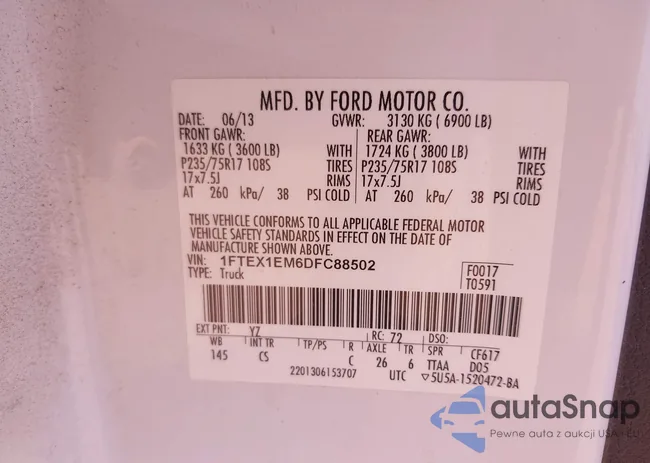 MFD. BY FORD MOTOR CO.
DATE: 06/13 GVWR: 3130 KG ( 6900 LB)
FRONT GAWR: REAR GAWR:
1633 KG ( 3600 LB) WITH 1724 KG ( 3800 LB) WITH
P235/75R17 108S TIRES P235/75R17 108S TIRES
17x7.5J RIMS 17x7.5J RIMS
AT 260 kPa/ 38 PSI COLD AT 260 kPa/ 38 PSI COLD
THIS VEHICLE CONFORMS TO ALL APPLICABLE FEDERAL MOTOR
VEHICLE SAFETY STANDARDS IN EFFECT ON THE DATE OF
MANUFACTURE SHOWN ABOVE.
VIN: 1FTEX1EM6DFC88502 F0017
TYPE: Truck T0591
EXT PNT: YZ RC: 72 DSO:
WB INT TR TP/PS R AXLE TR SPR CF617
145 CS C 26 6 TTAA D05
2201306153707 UTC ▽5U5A-1520472-BA
autaSnap
Pewne auta z aukcji USA i EU